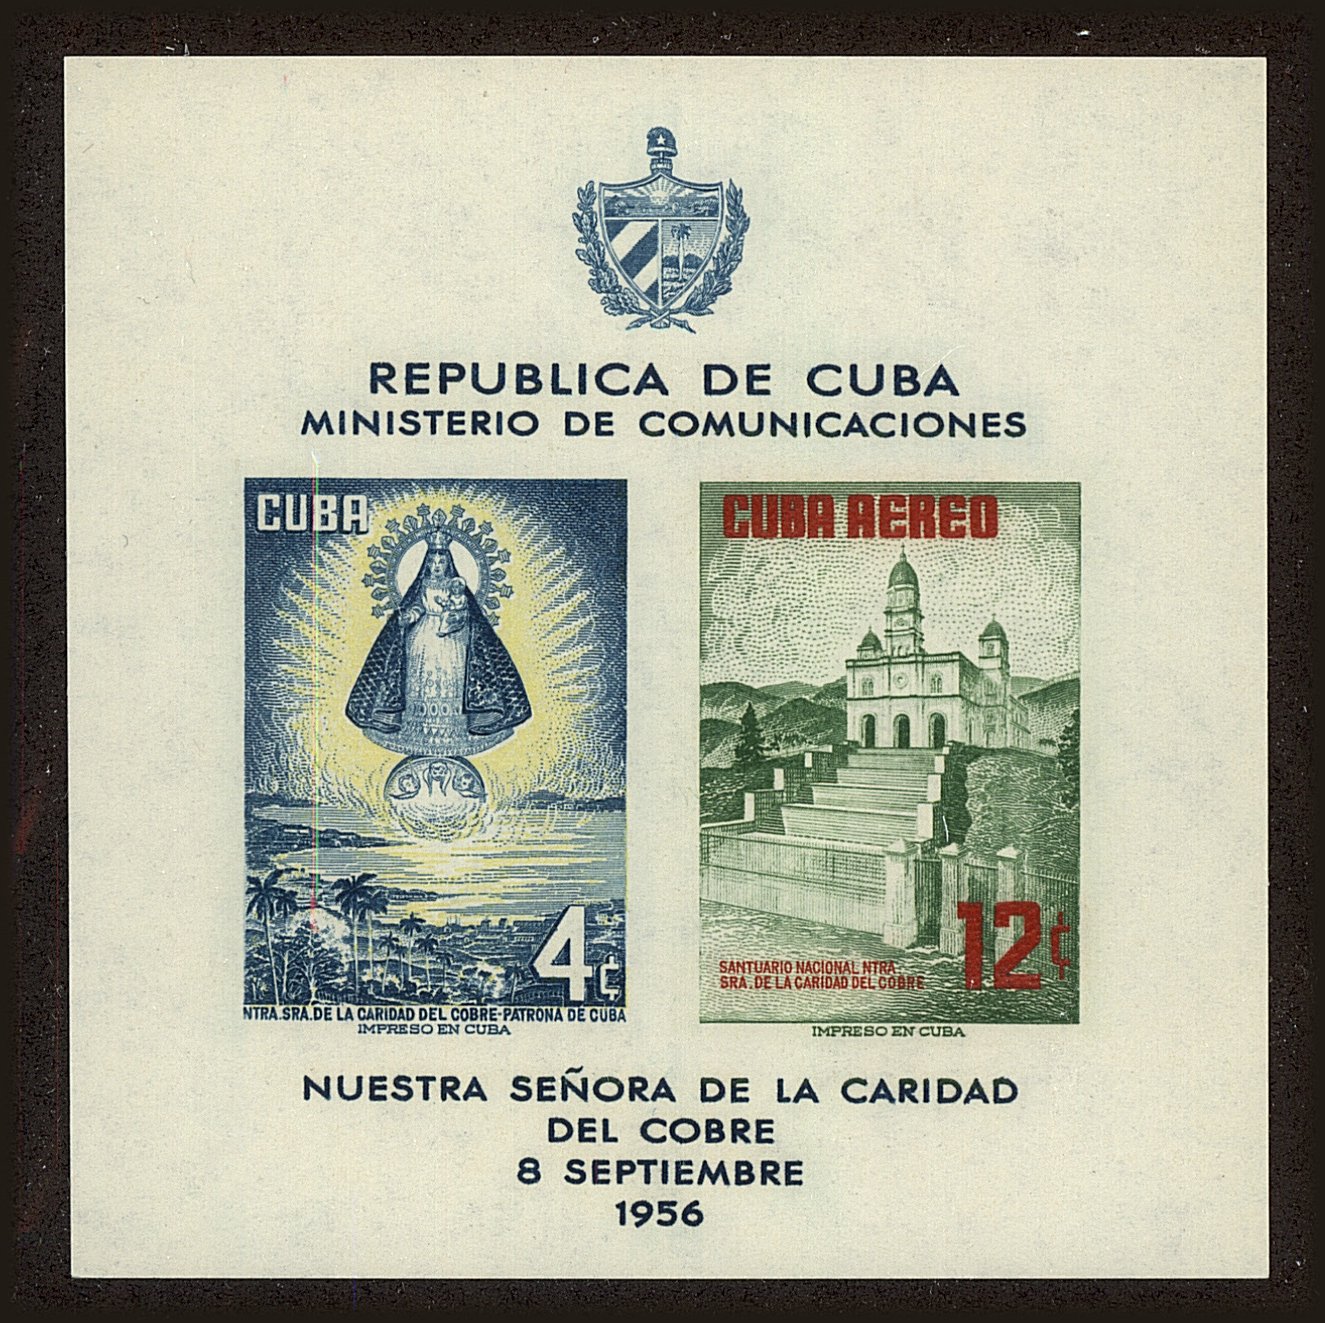 REPUBLICA DE CUBA
MINISTERIO DE COMUNICACIONES
CUBA
4¢
NTRA.SRA.DE LA CARIDAD DEL COBRE-PATRONA DE CUBA
IMPRESO EN CUBA
CUBA AEREO
12¢
SANTUARIO NACIONAL NTRA.
SRA. DE LA CARIDAD DEL COBRE
IMPRESO EN CUBA
NUESTRA SEÑORA DE LA CARIDAD
DEL COBRE
8 SEPTIEMBRE
1956